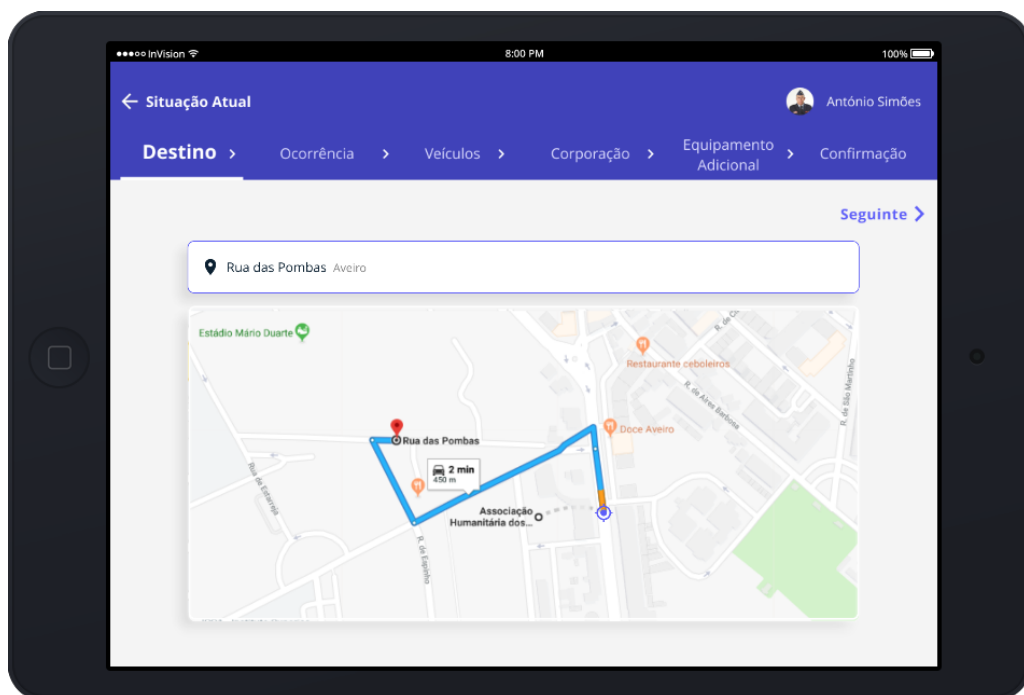 InVision
8:00 PM
100%
Situação Atual
António Simões
Destino
Ocorrência
Veículos
Corporação
Equipamento
Adicional
Confirmação
Seguinte
Rua das Pombas Aveiro
Estádio Mário Duarte
Restaurante ceboleiros
R. de Aires Barbosa
R. de São Martinho
Doce Aveiro
Rua das Pombas
2 min
450 m
Rua de Estarreja
Associação
Humanitária dos...
R. de Espinho